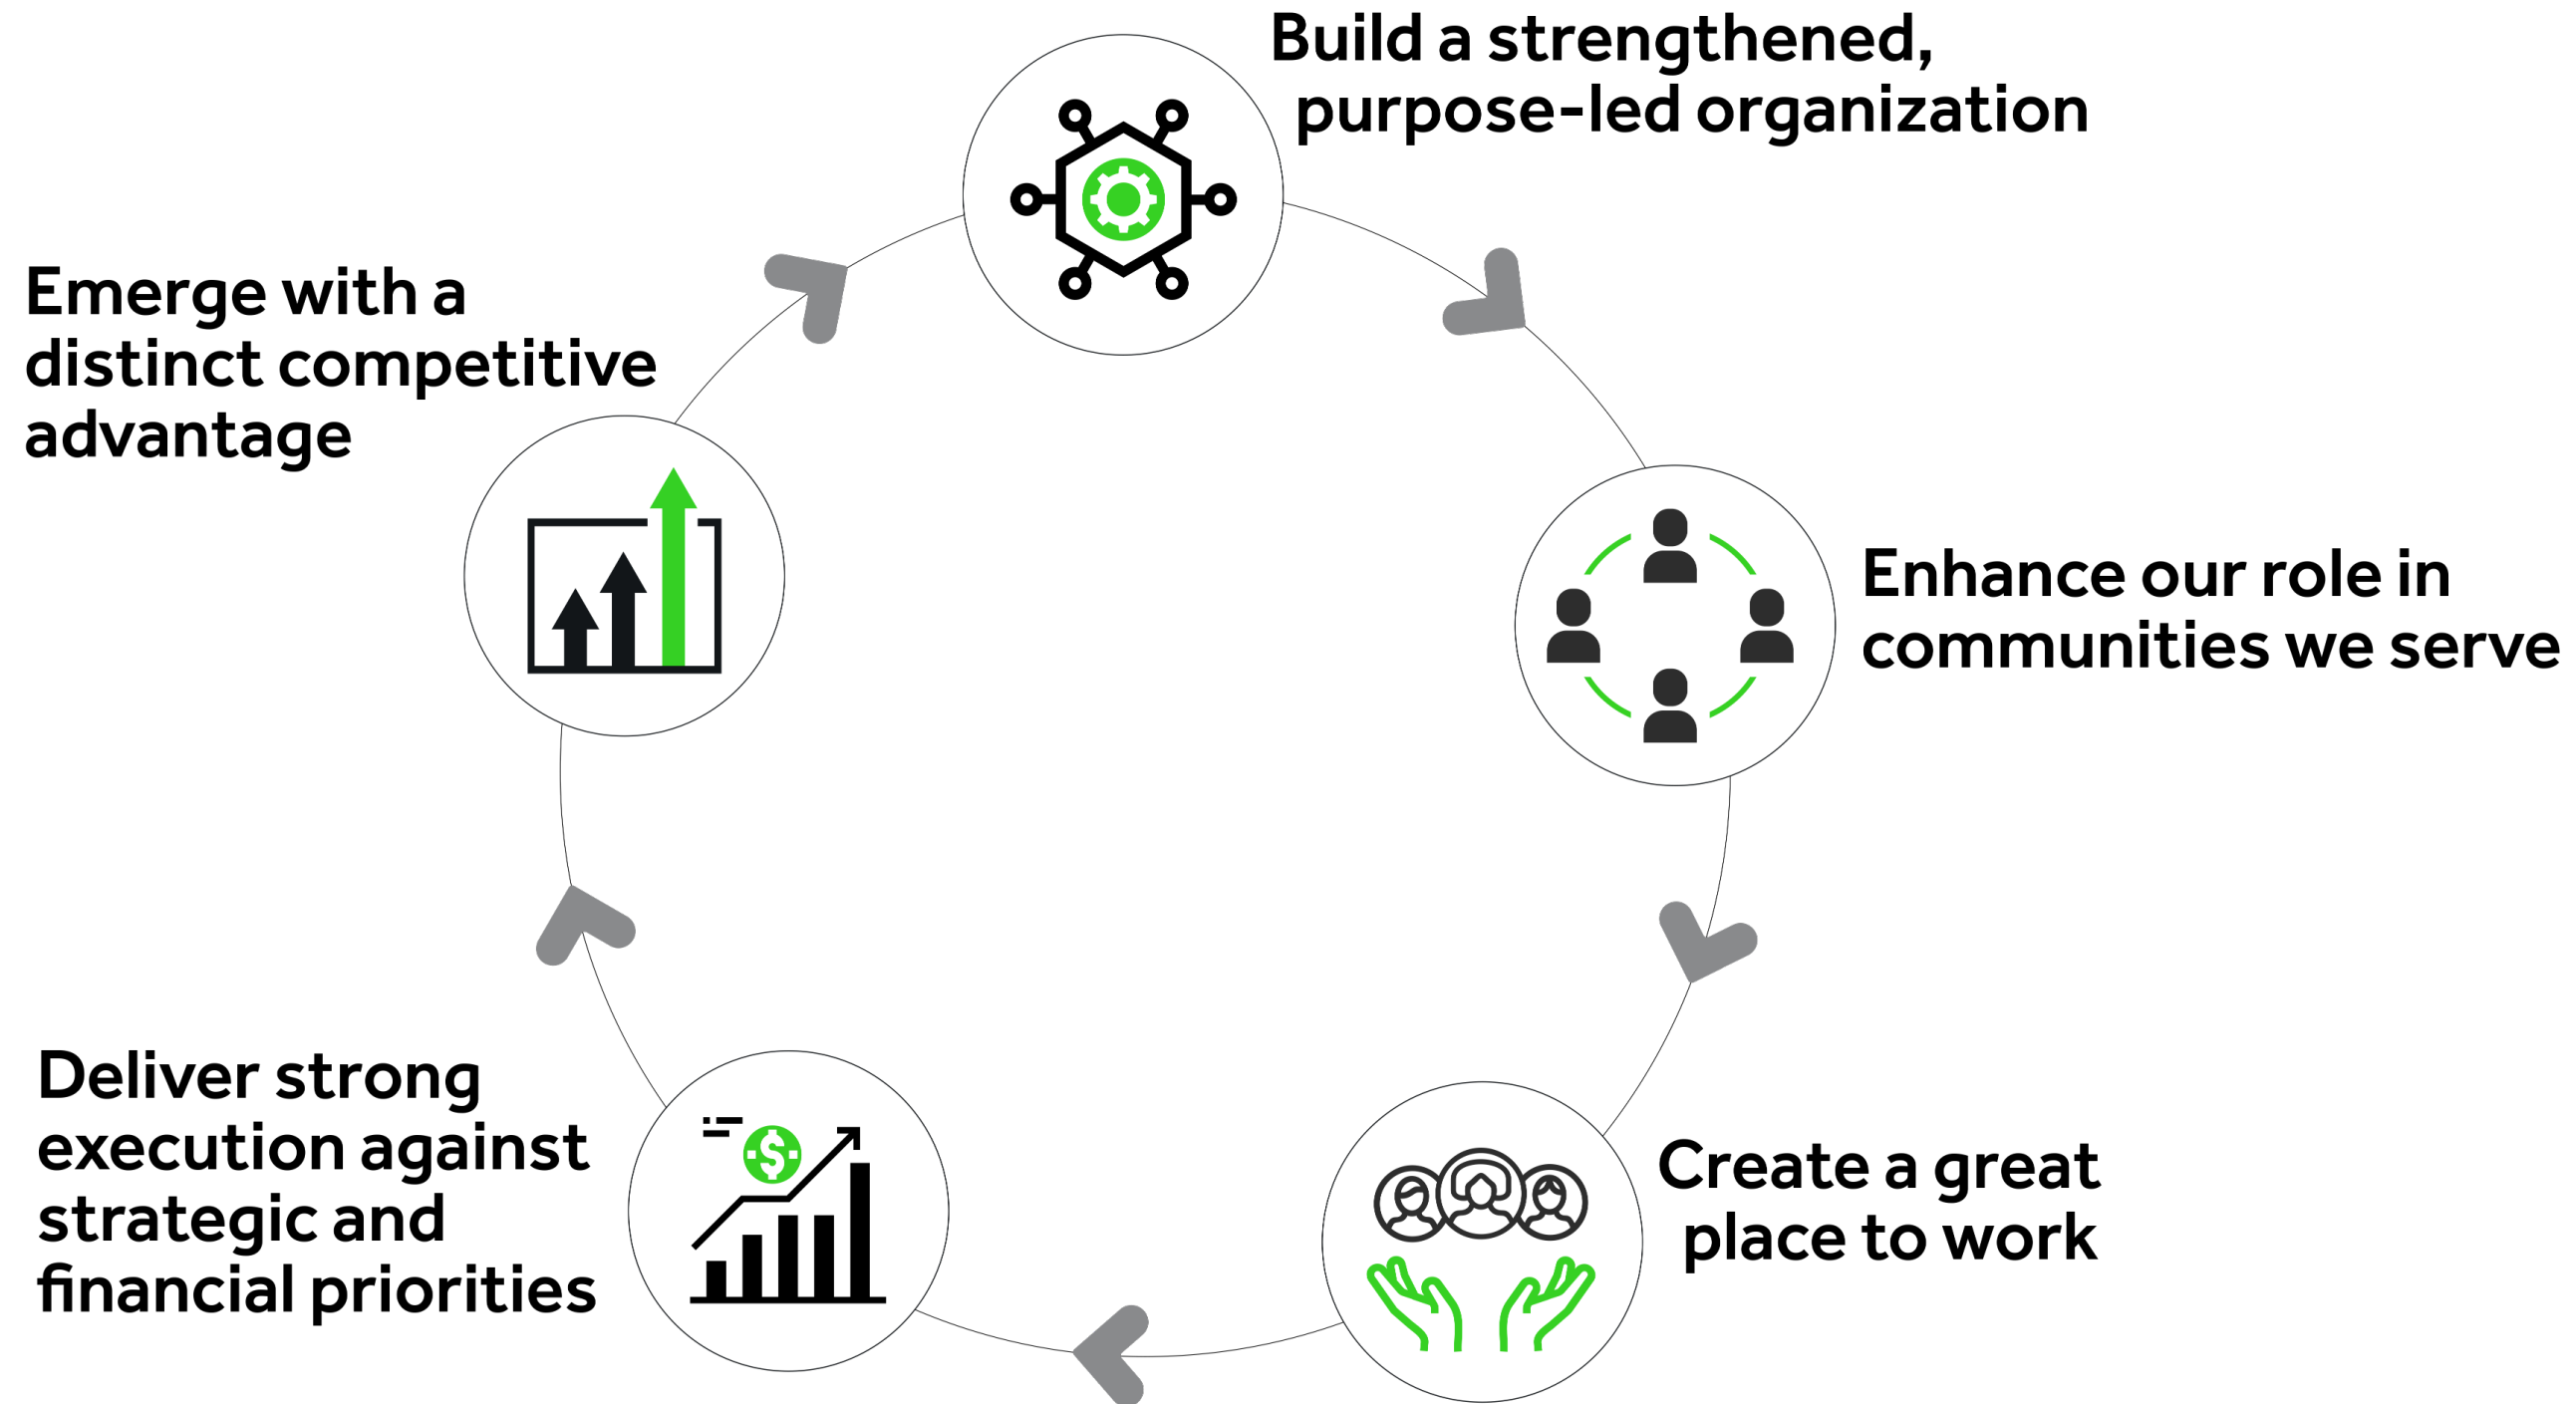 Build a strengthened,
purpose-led organization
Enhance our role in
communities we serve
Create a great
place to work
Deliver strong
execution against
strategic and
financial priorities
Emerge with a
distinct competitive
advantage
$